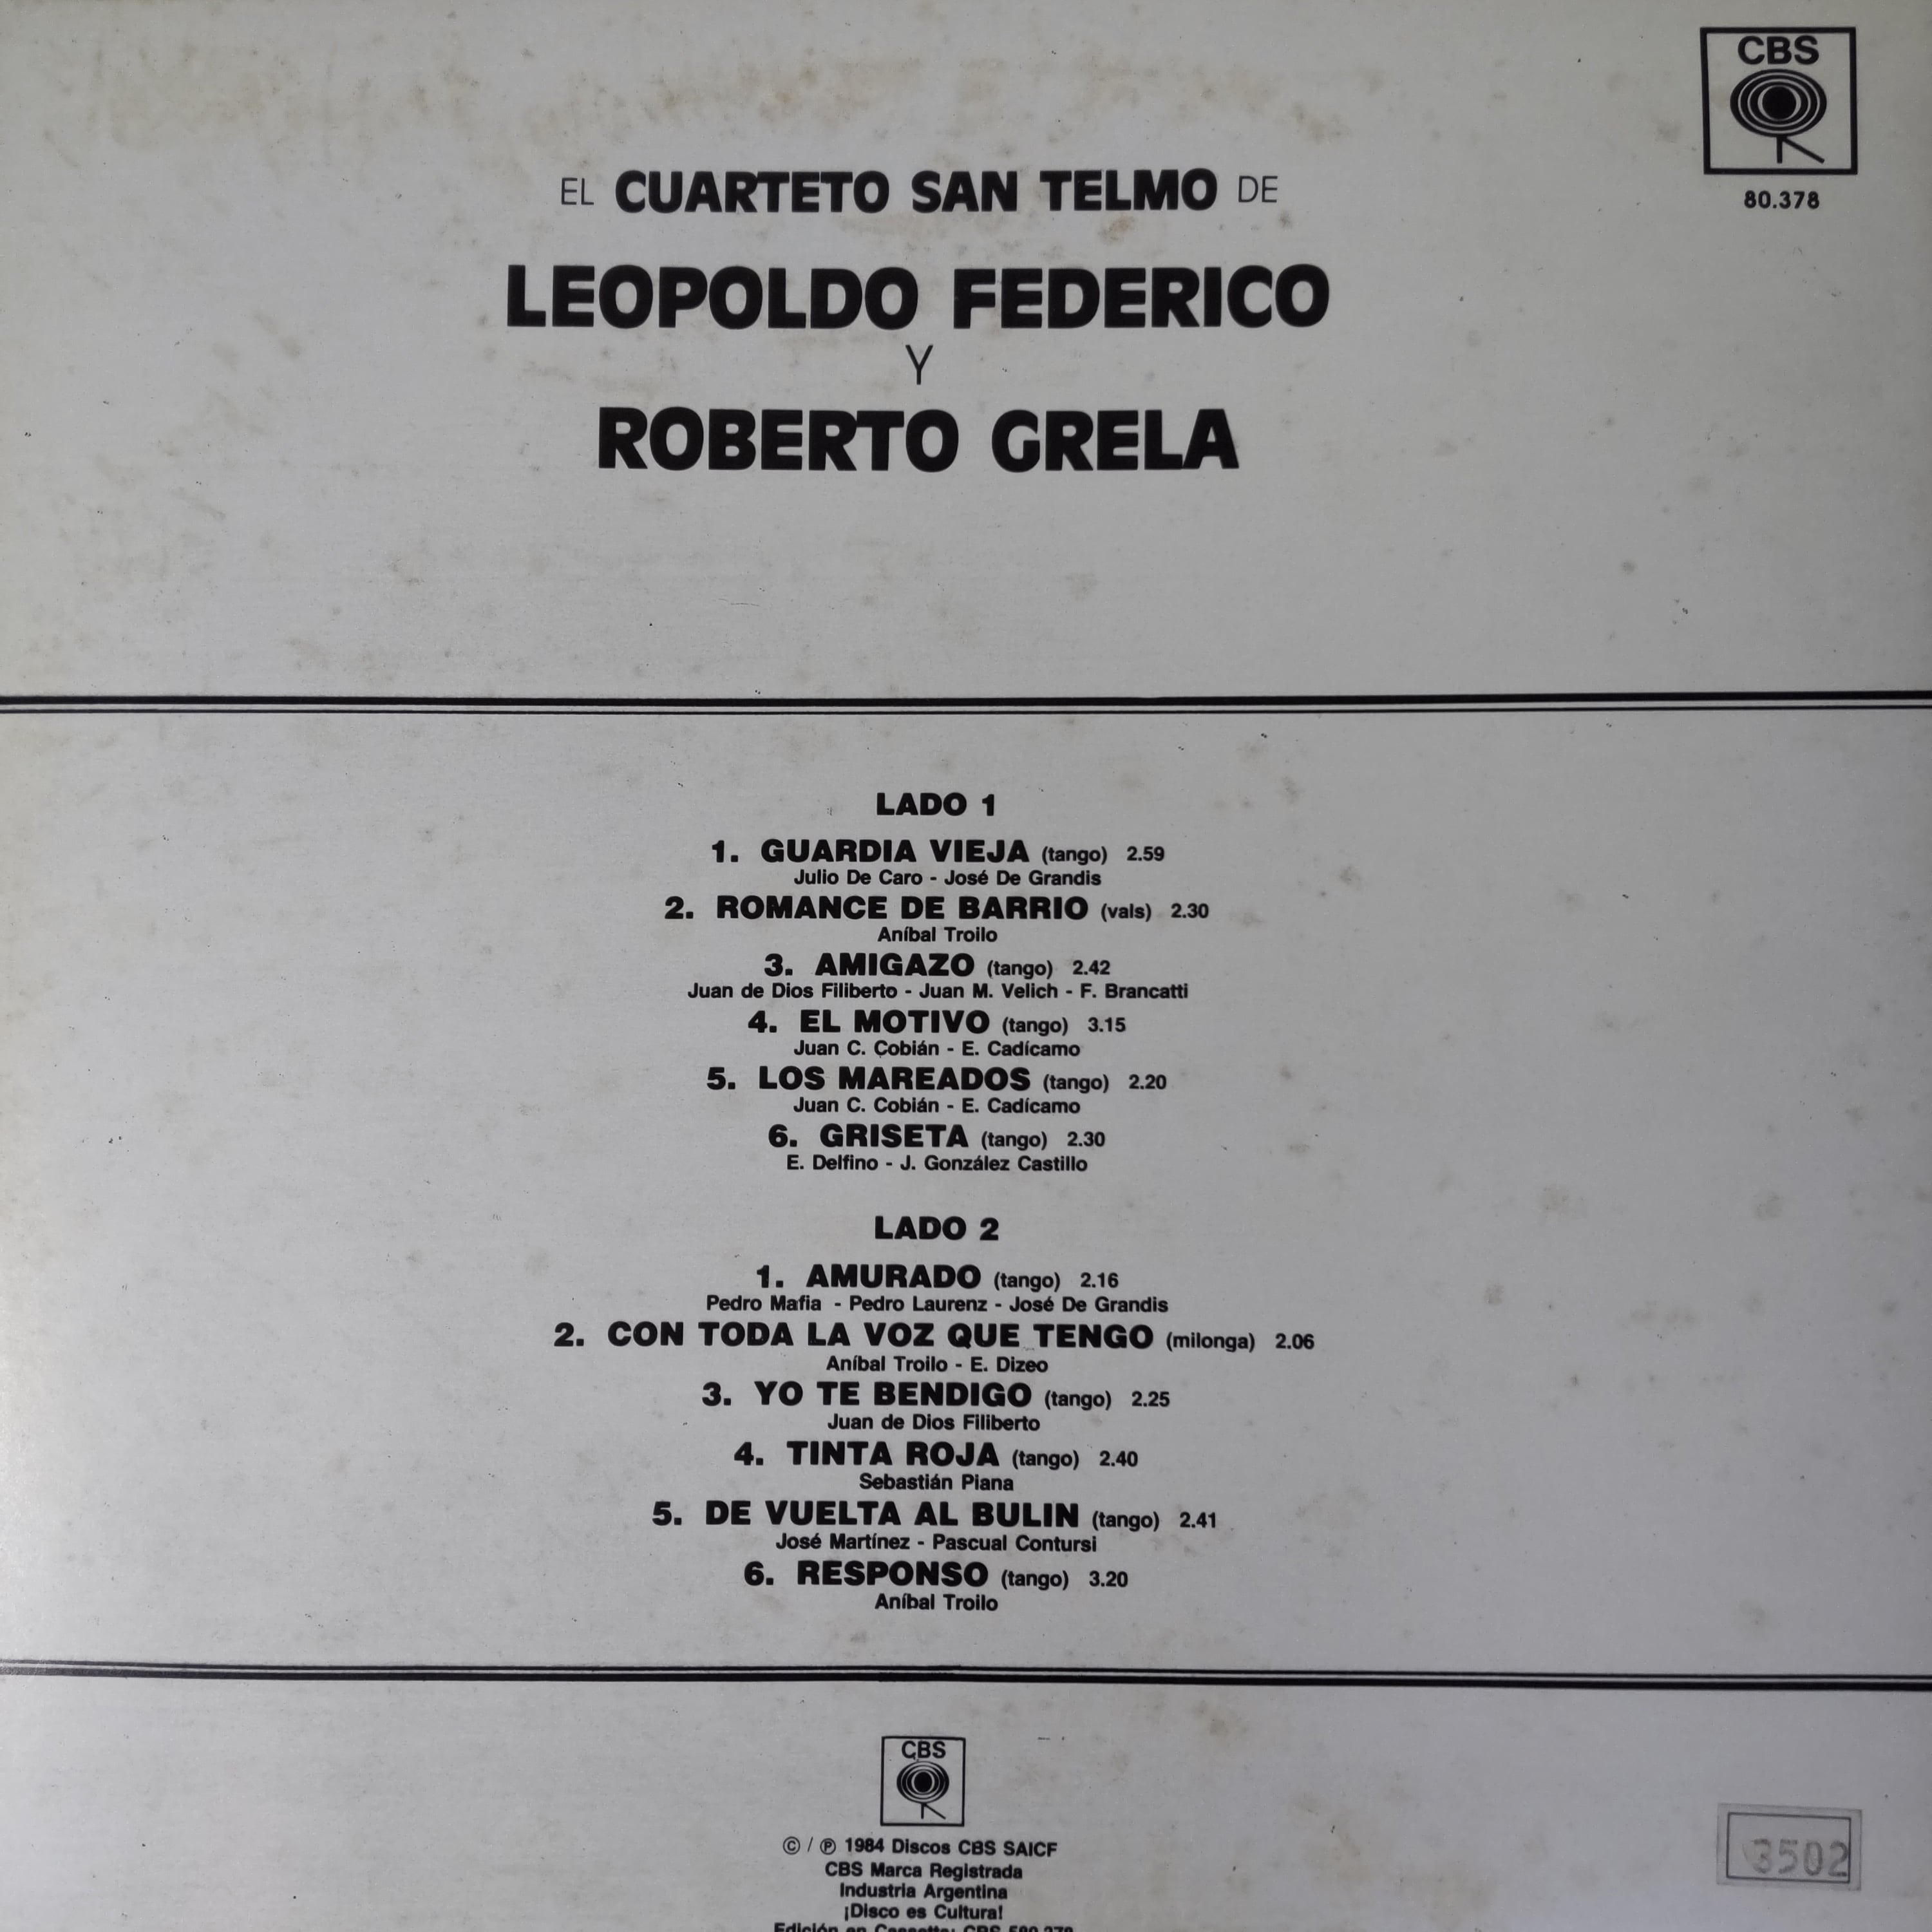 CBS
80.378
EL CUARTETO SAN TELMO DE
LEOPOLDO FEDERICO
Y
ROBERTO GRELA
LADO 1
1. GUARDIA VIEJA (tango) 2.59
Julio De Caro - José De Grandis
2. ROMANCE DE BARRIO (vals) 2.30
Aníbal Troilo
3. AMIGAZO (tango) 2.42
Juan de Dios Filiberto - Juan M. Velich - F. Brancatti
4. EL MOTIVO (tango) 3.15
Juan C. Cobián - E. Cadícamo
5. LOS MAREADOS (tango) 2.20
Juan C. Cobián - E. Cadícamo
6. GRISETA (tango) 2.30
E. Delfino - J. González Castillo
LADO 2
1. AMURADO (tango) 2.16
Pedro Mafia - Pedro Laurenz - José De Grandis
2. CON TODA LA VOZ QUE TENGO (milonga) 2.06
Aníbal Troilo - E. Dizeo
3. YO TE BENDIGO (tango) 2.25
Juan de Dios Filiberto
4. TINTA ROJA (tango) 2.40
Sebastián Piana
5. DE VUELTA AL BULIN (tango) 2.41
José Martínez - Pascual Contursi
6. RESPONSO (tango) 3.20
Aníbal Troilo
CBS
© / ℗ 1984 Discos CBS SAICF
CBS Marca Registrada
Industria Argentina
¡Disco es Cultura!
Edición en Cassette: CBS
3502